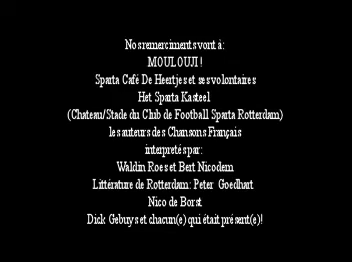 Nos remerciments vont à:
MOULOUJI!
Sparta Café De Heertjes et ses volontaires
Het Sparta Kasteel
(Chateau/Stade du Club de Football Sparta Rotterdam)
les auteurs des Chansons Français
interpretés par:
Waldin Roes et Bert Nicodem
Littérature de Rotterdam: Peter Goedhart
Nico de Borst
Dick Gebuys et chacun(e) qui était présent(e)!